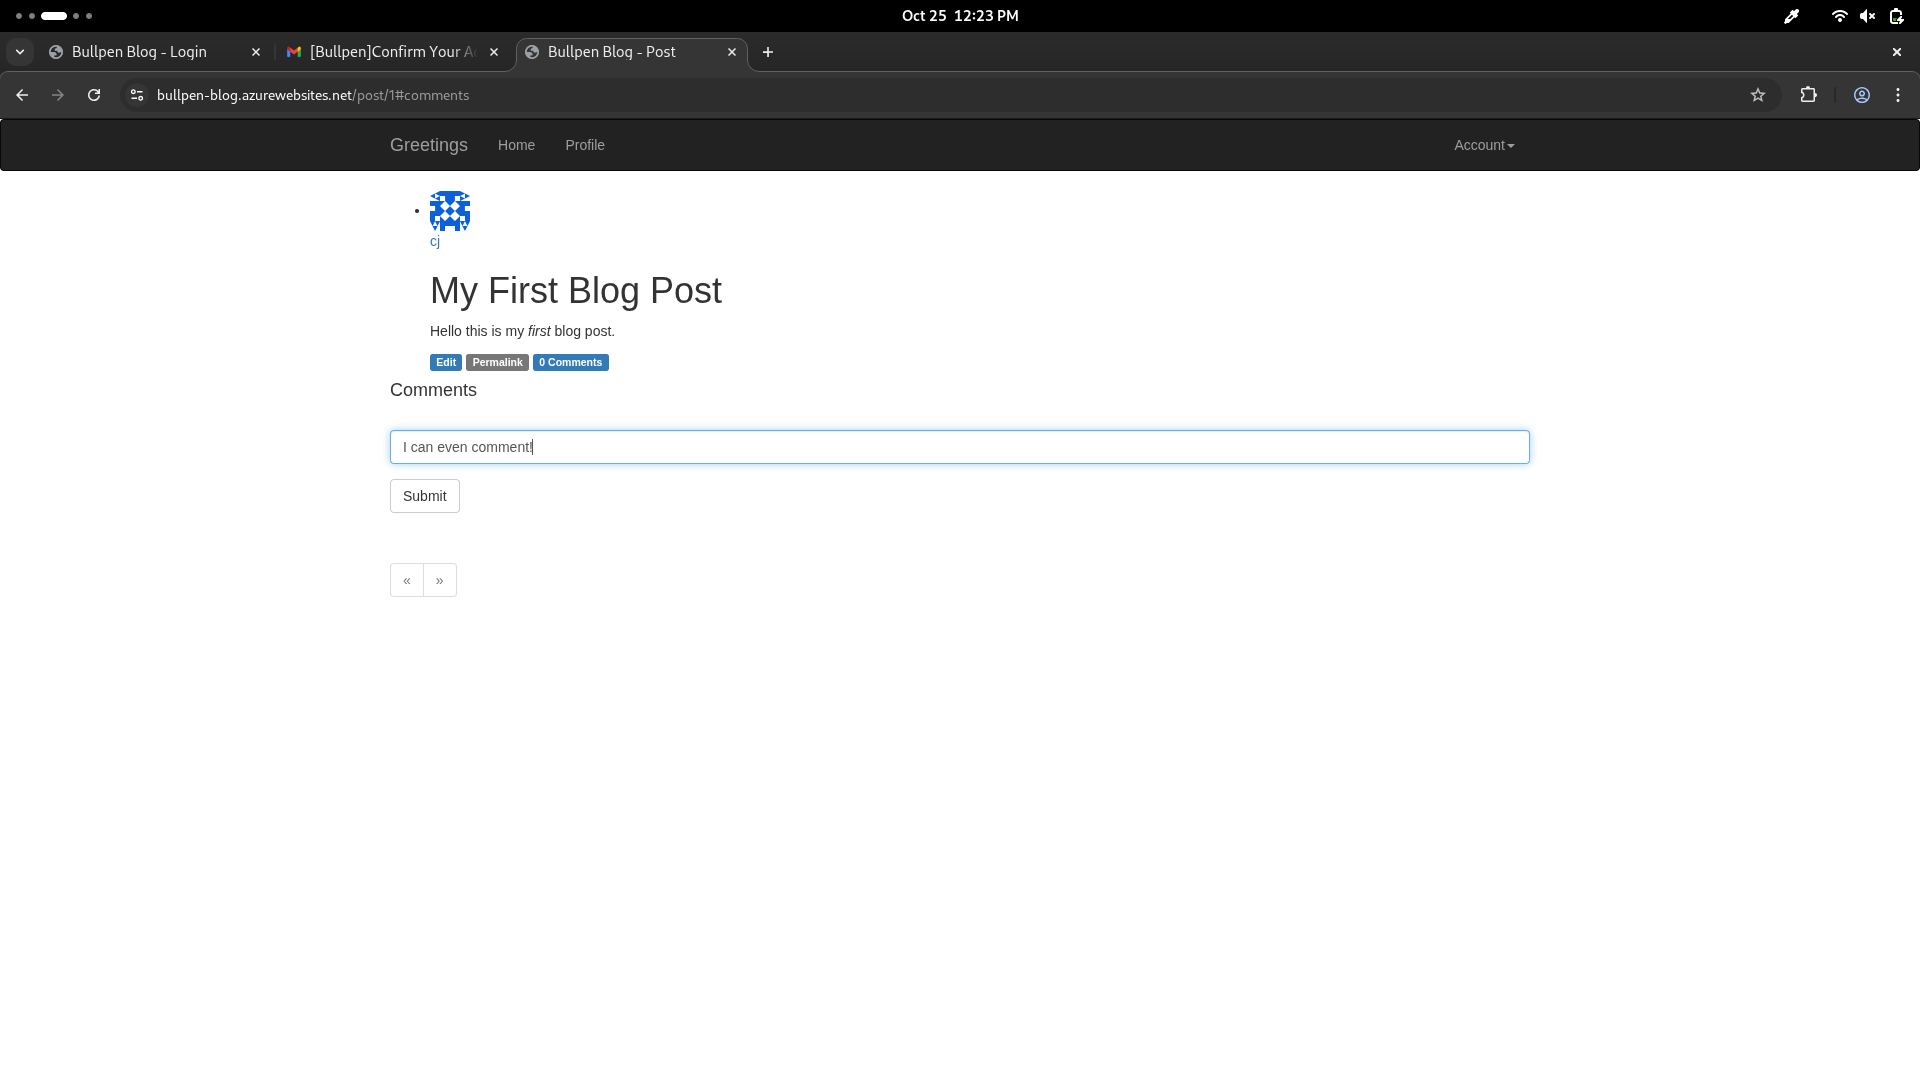 Oct 25 12:23 PM
Bullpen Blog - Login
[Bullpen]Confirm Your A
Bullpen Blog - Post
bullpen-blog.azurewebsites.net/post/1#comments
Greetings
Home
Profile
Account
cj
My First Blog Post
Hello this is my first blog post.
Edit Permalink 0 Comments
Comments
I can even comment!
Submit
« »